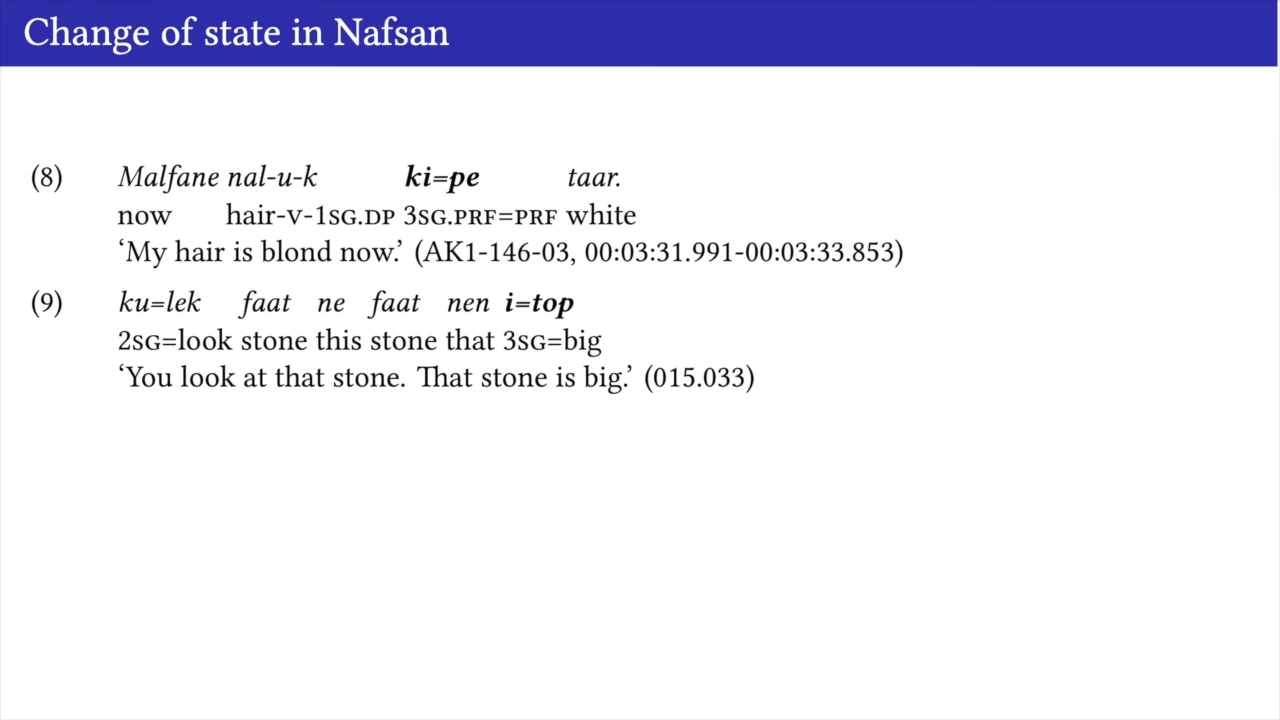 Change of state in Nafsan
(8) Malfane nal-u-k ki=pe taar.
now hair-V-1SG.DP 3SG.PRF=PRF white
‘My hair is blond now.’ (AK1-146-03, 00:03:31.991-00:03:33.853)
(9) ku=lek faat ne faat nen i=top
2SG=look stone this stone that 3SG=big
‘You look at that stone. That stone is big.’ (015.033)